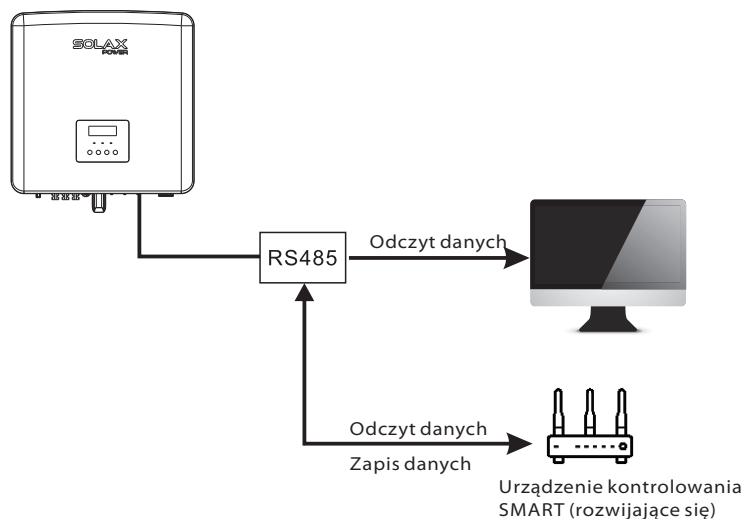 SOLAX
POWER
RS485
Odczyt danych
Odczyt danych
Zapis danych
Urządzenie kontrolowania
SMART (rozwijające się)